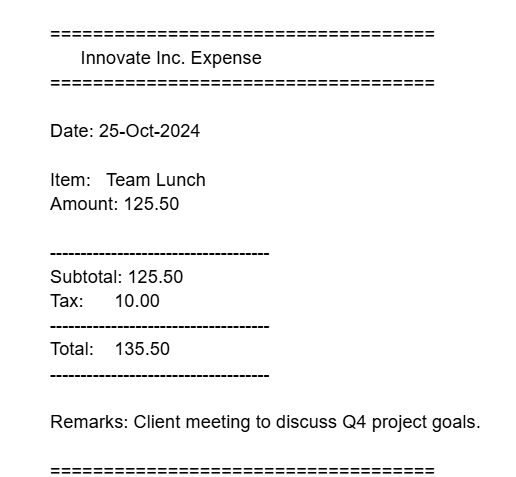 ====================================
Innovate Inc. Expense
====================================
Date: 25-Oct-2024
Item: Team Lunch
Amount: 125.50
------------------------------------
Subtotal: 125.50
Tax: 10.00
------------------------------------
Total: 135.50
------------------------------------
Remarks: Client meeting to discuss Q4 project goals.
====================================